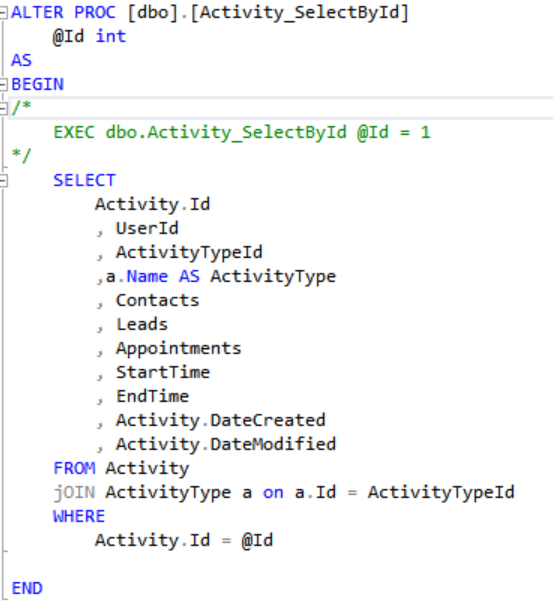 ALTER PROC [dbo].[Activity_SelectById]
@Id int
AS
BEGIN
/*
EXEC dbo.Activity_SelectById @Id = 1
*/
SELECT
Activity.Id
, UserId
, ActivityTypeId
,a.Name AS ActivityType
, Contacts
, Leads
, Appointments
, StartTime
, EndTime
, Activity.DateCreated
, Activity.DateModified
FROM Activity
jOIN ActivityType a on a.Id = ActivityTypeId
WHERE
Activity.Id = @Id
END